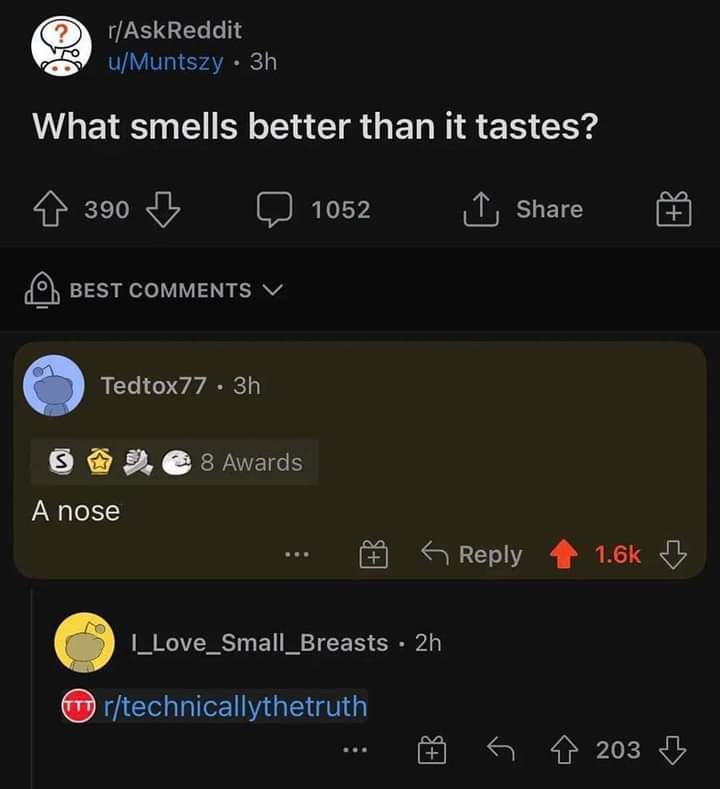 r/AskReddit
u/Muntszy • 3h
What smells better than it tastes?
390
1052
Share
BEST COMMENTS
Tedtox77 • 3h
S
8 Awards
A nose
... Reply 1.6k
I_Love_Small_Breasts • 2h
TTT r/technicallythetruth
... 203